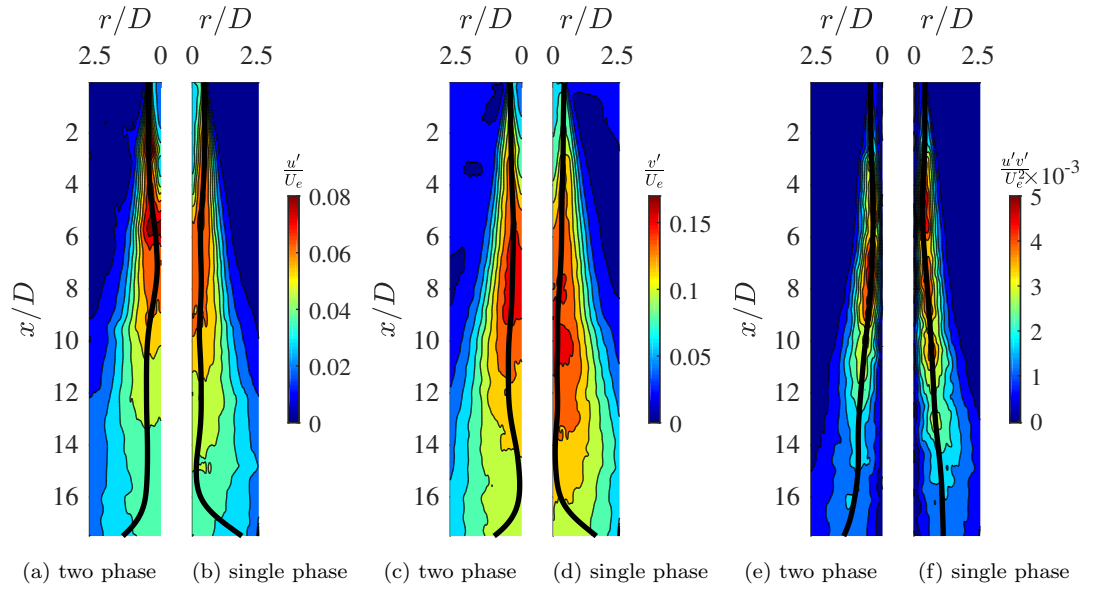 r/D r/D r/D r/D r/D r/D
2.5 0 0 2.5 2.5 0 0 2.5 2.5 0 0 2.5
x/D 2 4 6 8 10 12 14 16
u′/U_e 0.08 0.06 0.04 0.02 0
x/D 2 4 6 8 10 12 14 16
v′/U_e 0.15 0.1 0.05 0
x/D 2 4 6 8 10 12 14 16
u′v′/U_e^2 ×10^-3 5 4 3 2 1 0
(a) two phase (b) single phase (c) two phase (d) single phase (e) two phase (f) single phase